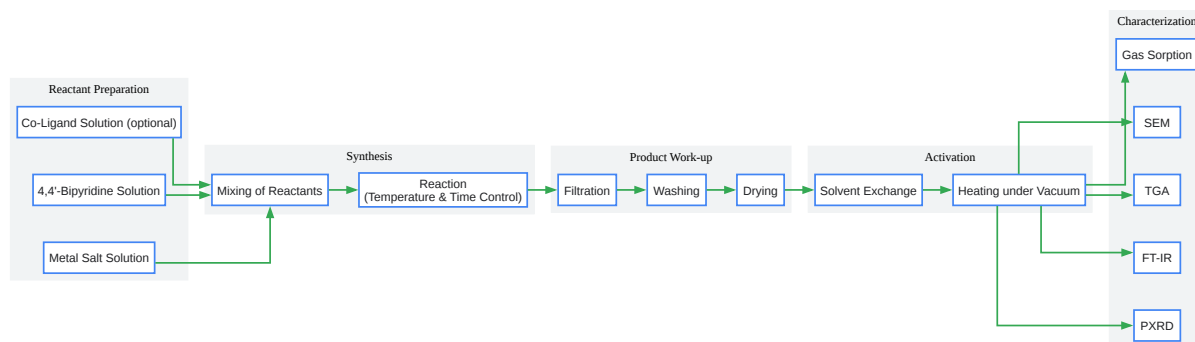 Reactant Preparation
Co-Ligand Solution (optional)
4,4'-Bipyridine Solution
Metal Salt Solution
Synthesis
Mixing of Reactants
Reaction
(Temperature & Time Control)
Product Work-up
Filtration
Washing
Drying
Activation
Solvent Exchange
Heating under Vacuum
Characterization
Gas Sorption
SEM
TGA
FT-IR
PXRD